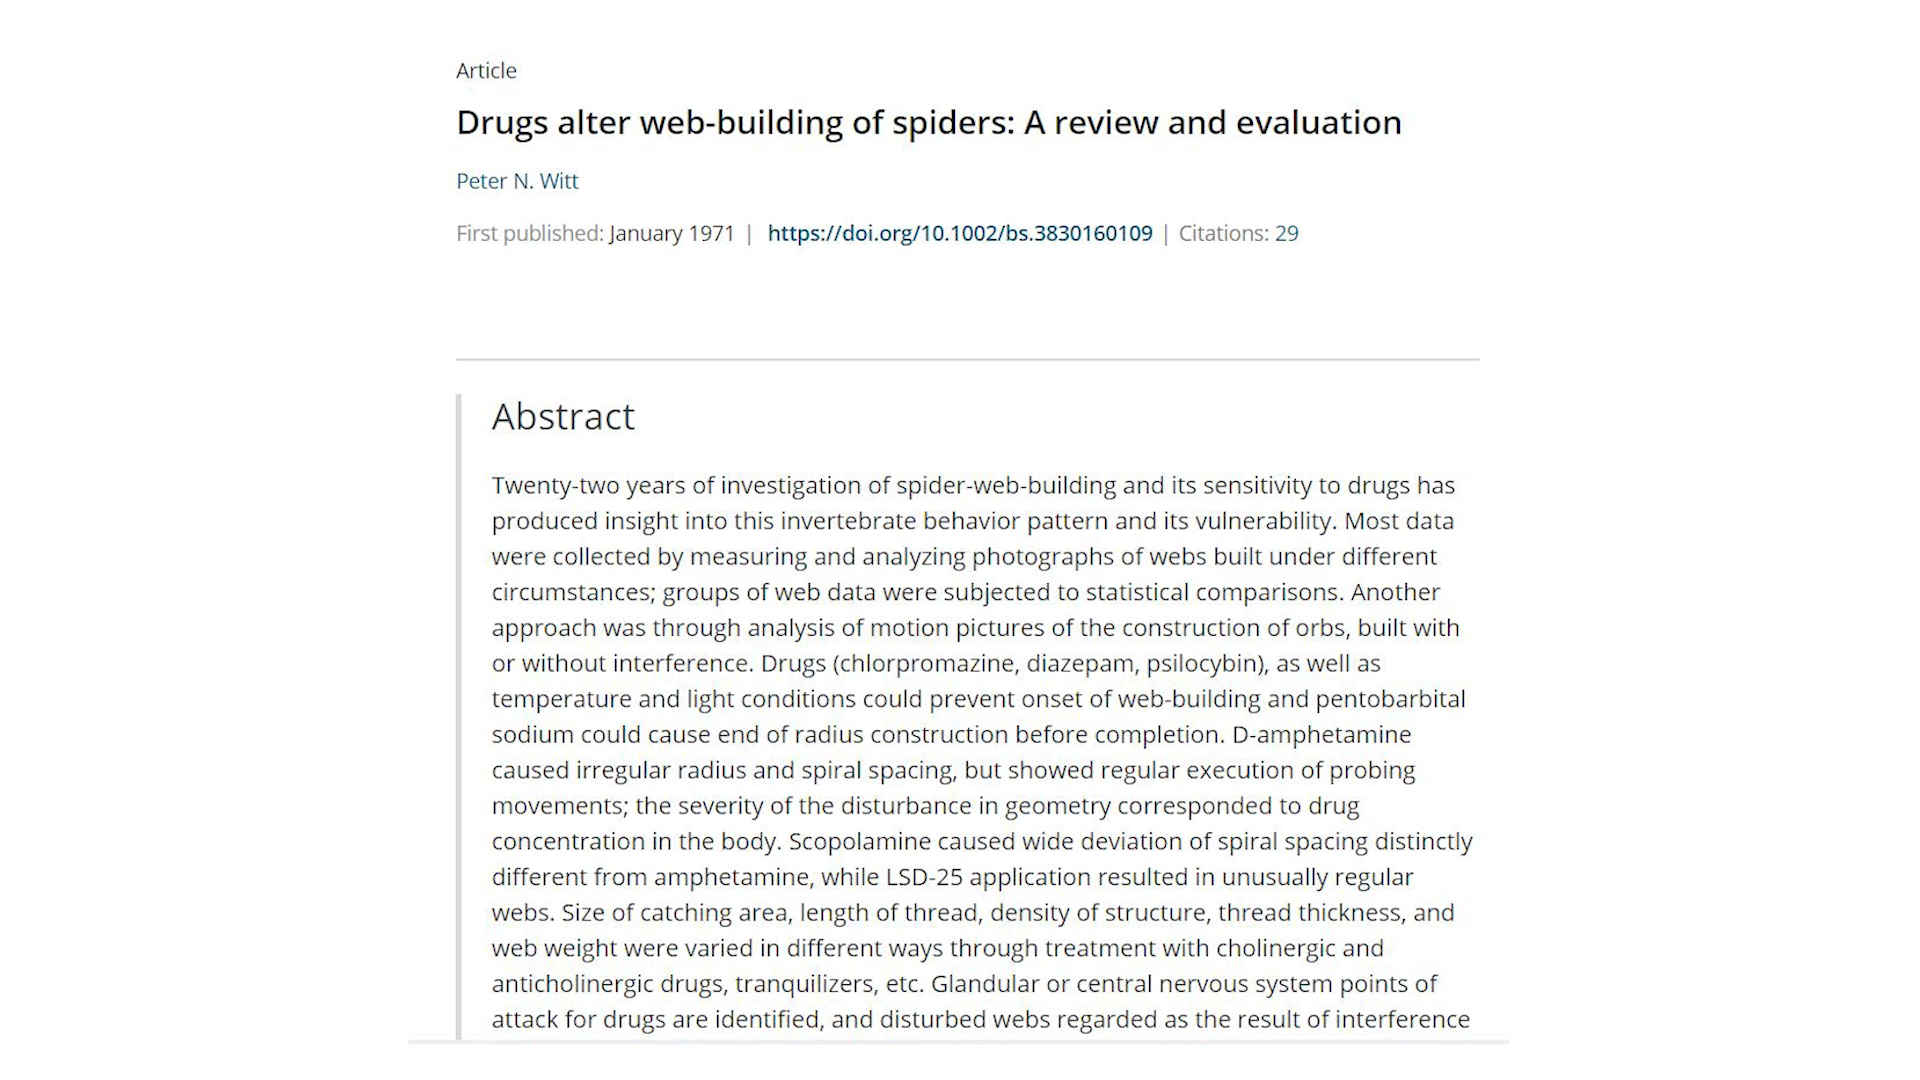 Article
Drugs alter web-building of spiders: A review and evaluation
Peter N. Witt
First published: January 1971 | https://doi.org/10.1002/bs.3830160109 | Citations: 29
Abstract
Twenty-two years of investigation of spider-web-building and its sensitivity to drugs has
produced insight into this invertebrate behavior pattern and its vulnerability. Most data
were collected by measuring and analyzing photographs of webs built under different
circumstances; groups of web data were subjected to statistical comparisons. Another
approach was through analysis of motion pictures of the construction of orbs, built with
or without interference. Drugs (chlorpromazine, diazepam, psilocybin), as well as
temperature and light conditions could prevent onset of web-building and pentobarbital
sodium could cause end of radius construction before completion. D-amphetamine
caused irregular radius and spiral spacing, but showed regular execution of probing
movements; the severity of the disturbance in geometry corresponded to drug
concentration in the body. Scopolamine caused wide deviation of spiral spacing distinctly
different from amphetamine, while LSD-25 application resulted in unusually regular
webs. Size of catching area, length of thread, density of structure, thread thickness, and
web weight were varied in different ways through treatment with cholinergic and
anticholinergic drugs, tranquilizers, etc. Glandular or central nervous system points of
attack for drugs are identified, and disturbed webs regarded as the result of interference